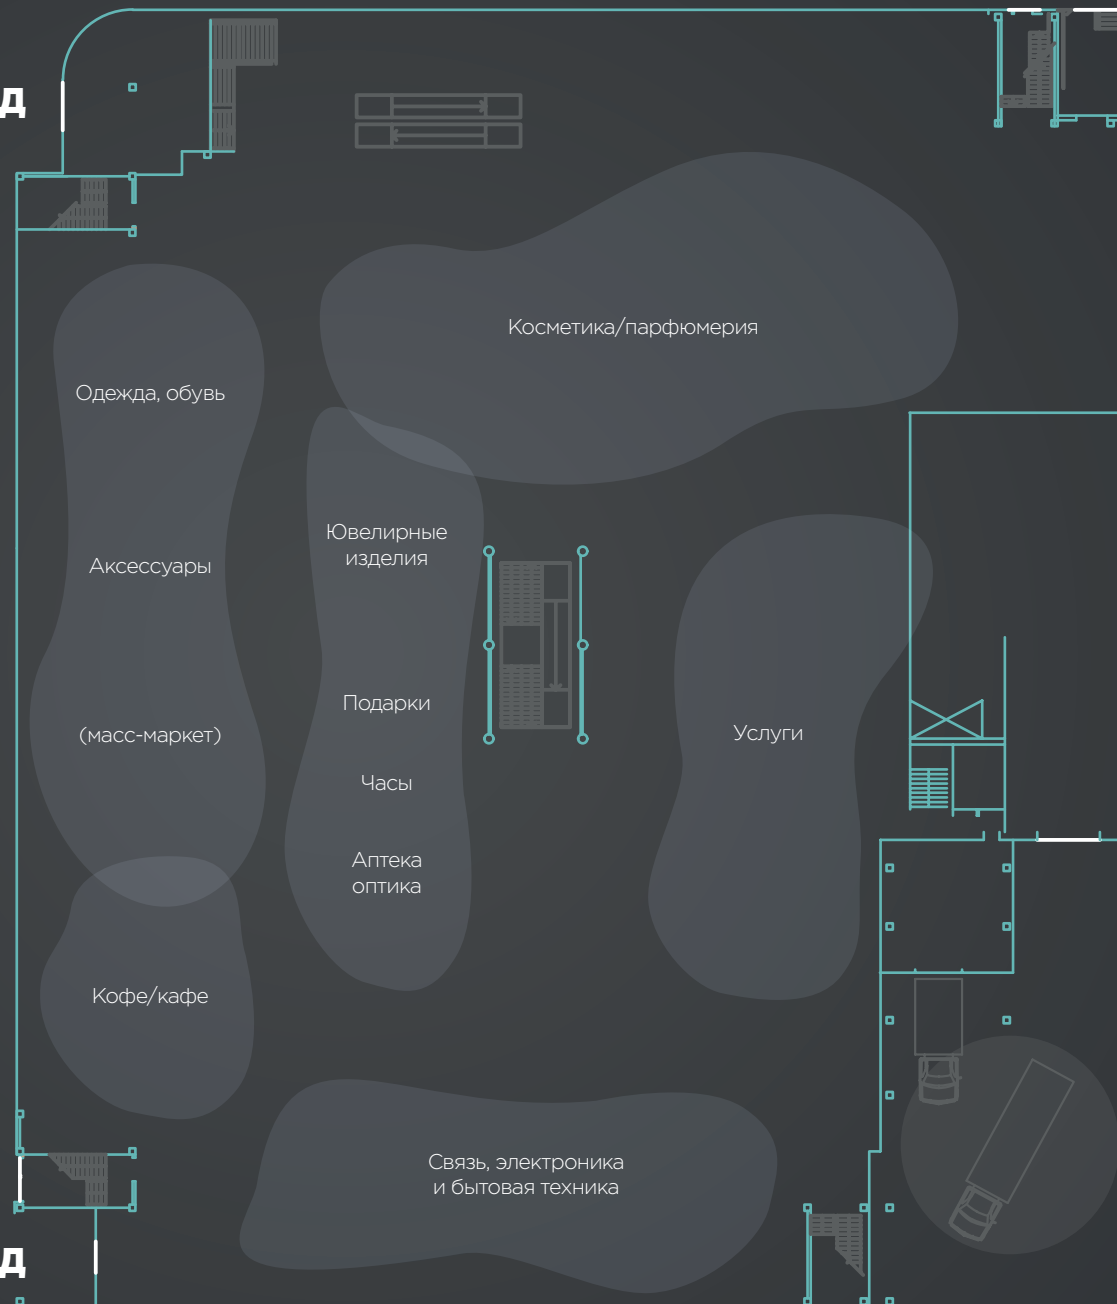 д
Косметика/парфюмерия
Одежда, обувь
Ювелирные
изделия
Аксессуары
Подарки
(масс-маркет)
Услуги
Часы
Аптека
оптика
Кофе/кафе
Связь, электроника
и бытовая техника
д